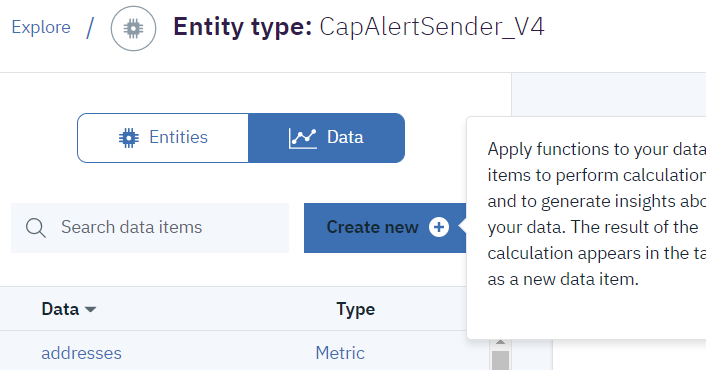 Explore / Entity type: CapAlertSender_V4
Entities
Data
Search data items
Create new
Apply functions to your data
items to perform calculation
and to generate insights abo
your data. The result of the
calculation appears in the ta
as a new data item.
Data
Type
addresses
Metric